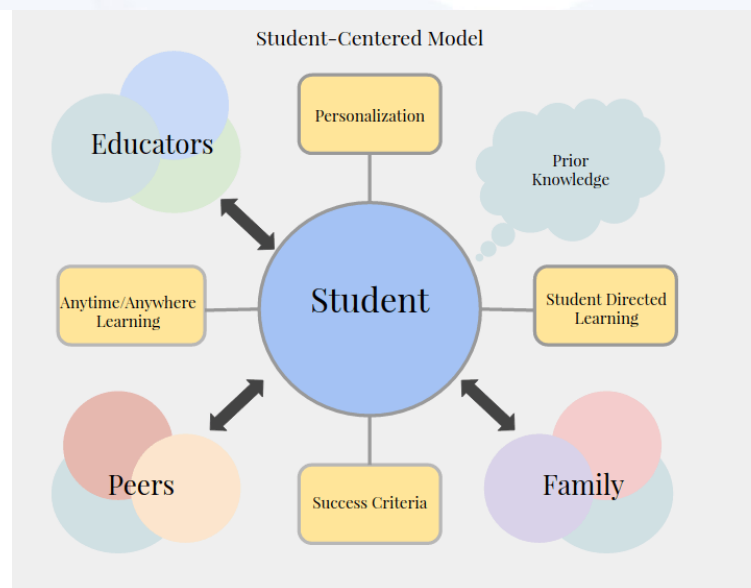 Student-Centered Model
Personalization
Educators
Prior
Knowledge
Anytime/Anywhere
Learning
Student
Student Directed
Learning
Peers
Success Criteria
Family